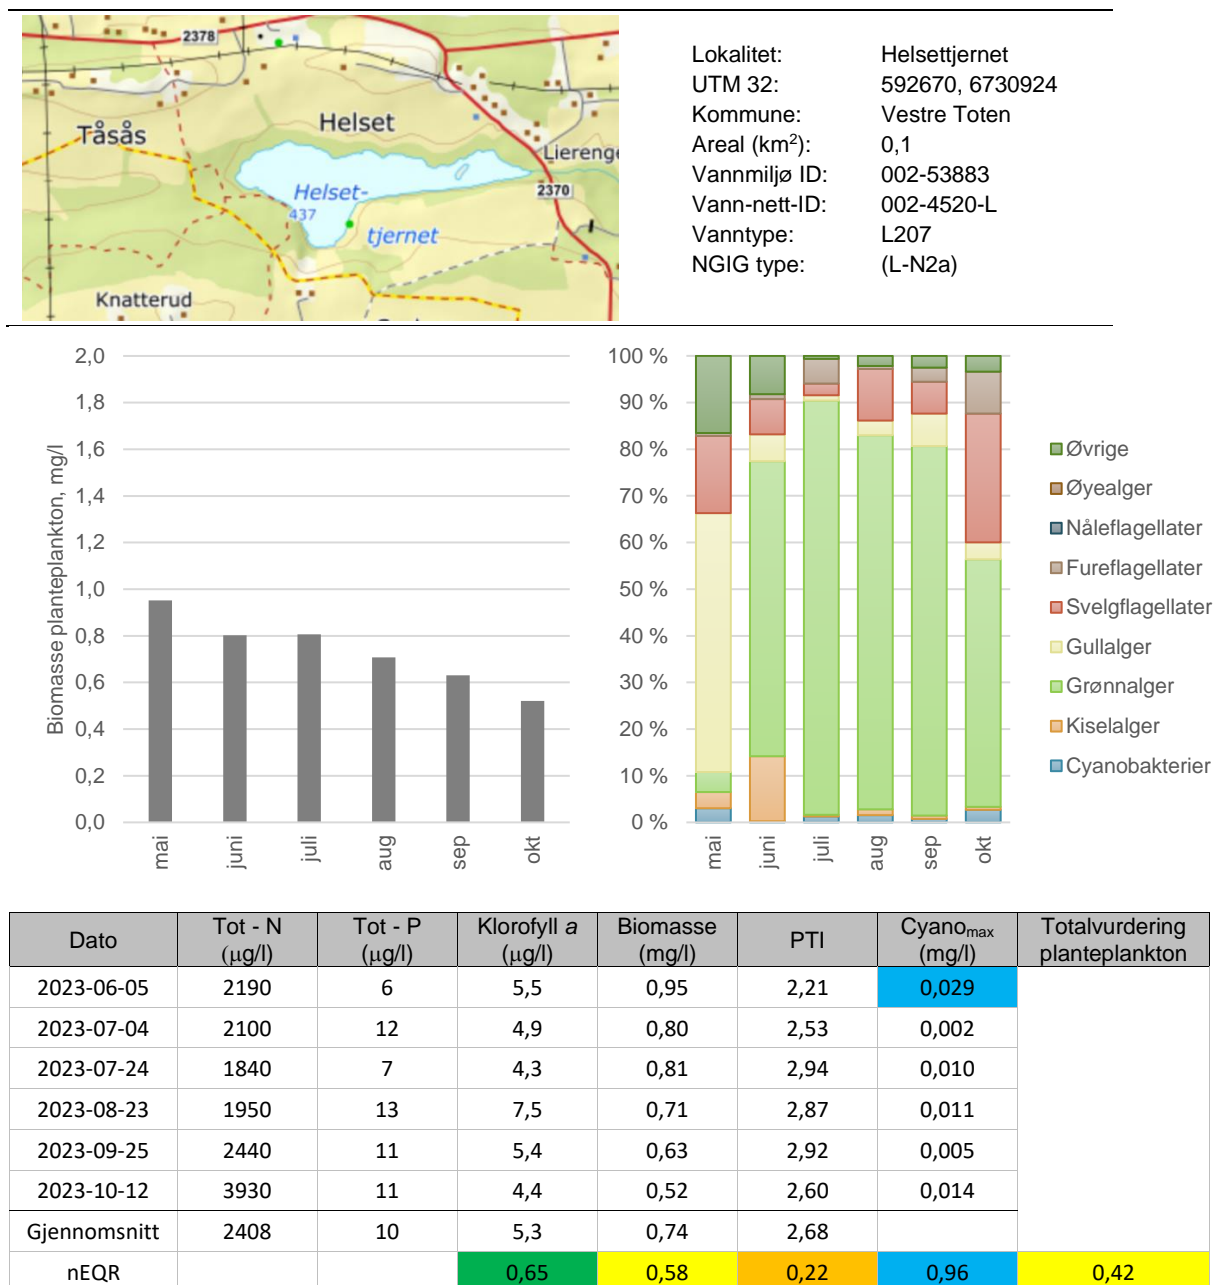 2378
Tåsås
Helset
Lierenge
2370
Helset-
437
tjernet
Knatterud
Lokalitet: Helsettjernet
UTM 32: 592670, 6730924
Kommune: Vestre Toten
Areal (km²): 0,1
Vannmiljø ID: 002-53883
Vann-nett-ID: 002-4520-L
Vanntype: L207
NGIG type: (L-N2a)
Biomasse planteplankton, mg/l
2,0
1,8
1,6
1,4
1,2
1,0
0,8
0,6
0,4
0,2
0,0
mai juni juli aug sep okt
100 %
90 %
80 %
70 %
60 %
50 %
40 %
30 %
20 %
10 %
0 %
mai juni juli aug sep okt
Øvrige
Øyealger
Nåleflagellater
Fureflagellater
Svelgflagellater
Gullalger
Grønnalger
Kiselalger
Cyanobakterier
Dato Tot - N (µg/l) Tot - P (µg/l) Klorofyll a (µg/l) Biomasse (mg/l) PTI Cyanomax (mg/l) Totalvurdering planteplankton
2023-06-05 2190 6 5,5 0,95 2,21 0,029
2023-07-04 2100 12 4,9 0,80 2,53 0,002
2023-07-24 1840 7 4,3 0,81 2,94 0,010
2023-08-23 1950 13 7,5 0,71 2,87 0,011
2023-09-25 2440 11 5,4 0,63 2,92 0,005
2023-10-12 3930 11 4,4 0,52 2,60 0,014
Gjennomsnitt 2408 10 5,3 0,74 2,68
nEQR 0,65 0,58 0,22 0,96 0,42